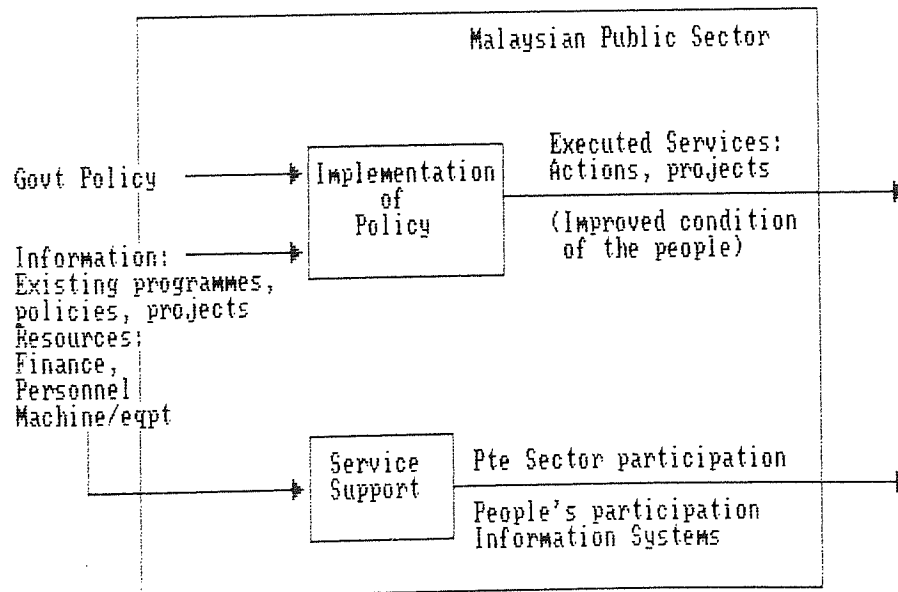 Malaysian Public Sector
Govt Policy
Implementation
of
Policy
Executed Services:
Actions, projects
(Improved condition
of the people)
Information:
Existing programmes,
policies, projects
Resources:
Finance,
Personnel
Machine/eqpt
Service
Support
Pte Sector participation
People's participation
Information Systems